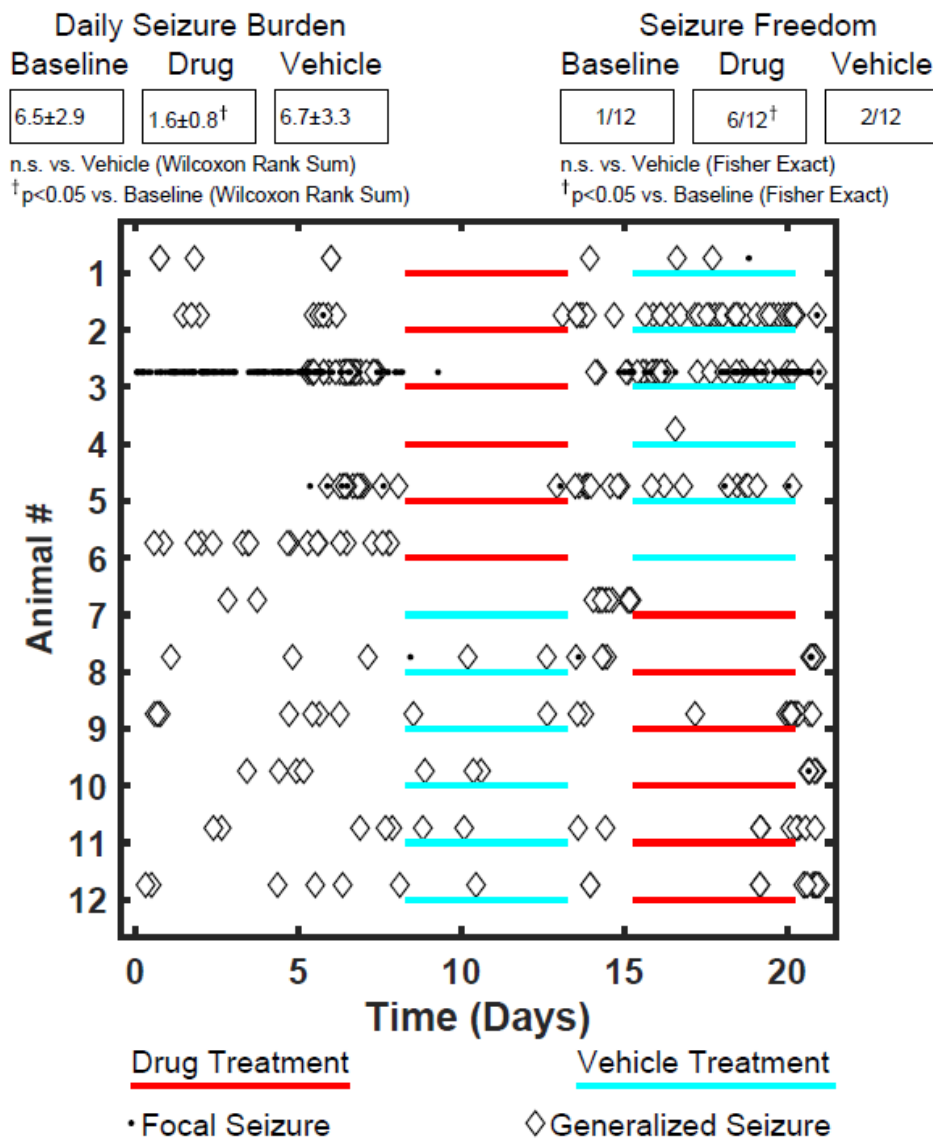 Daily Seizure Burden
Baseline Drug Vehicle
6.5±2.9 1.6±0.8† 6.7±3.3
n.s. vs. Vehicle (Wilcoxon Rank Sum)
†p<0.05 vs. Baseline (Wilcoxon Rank Sum)
Seizure Freedom
Baseline Drug Vehicle
1/12 6/12† 2/12
n.s. vs. Vehicle (Fisher Exact)
†p<0.05 vs. Baseline (Fisher Exact)
Animal #
1
2
3
4
5
6
7
8
9
10
11
12
0 5 10 15 20
Time (Days)
Drug Treatment Vehicle Treatment
Focal Seizure Generalized Seizure